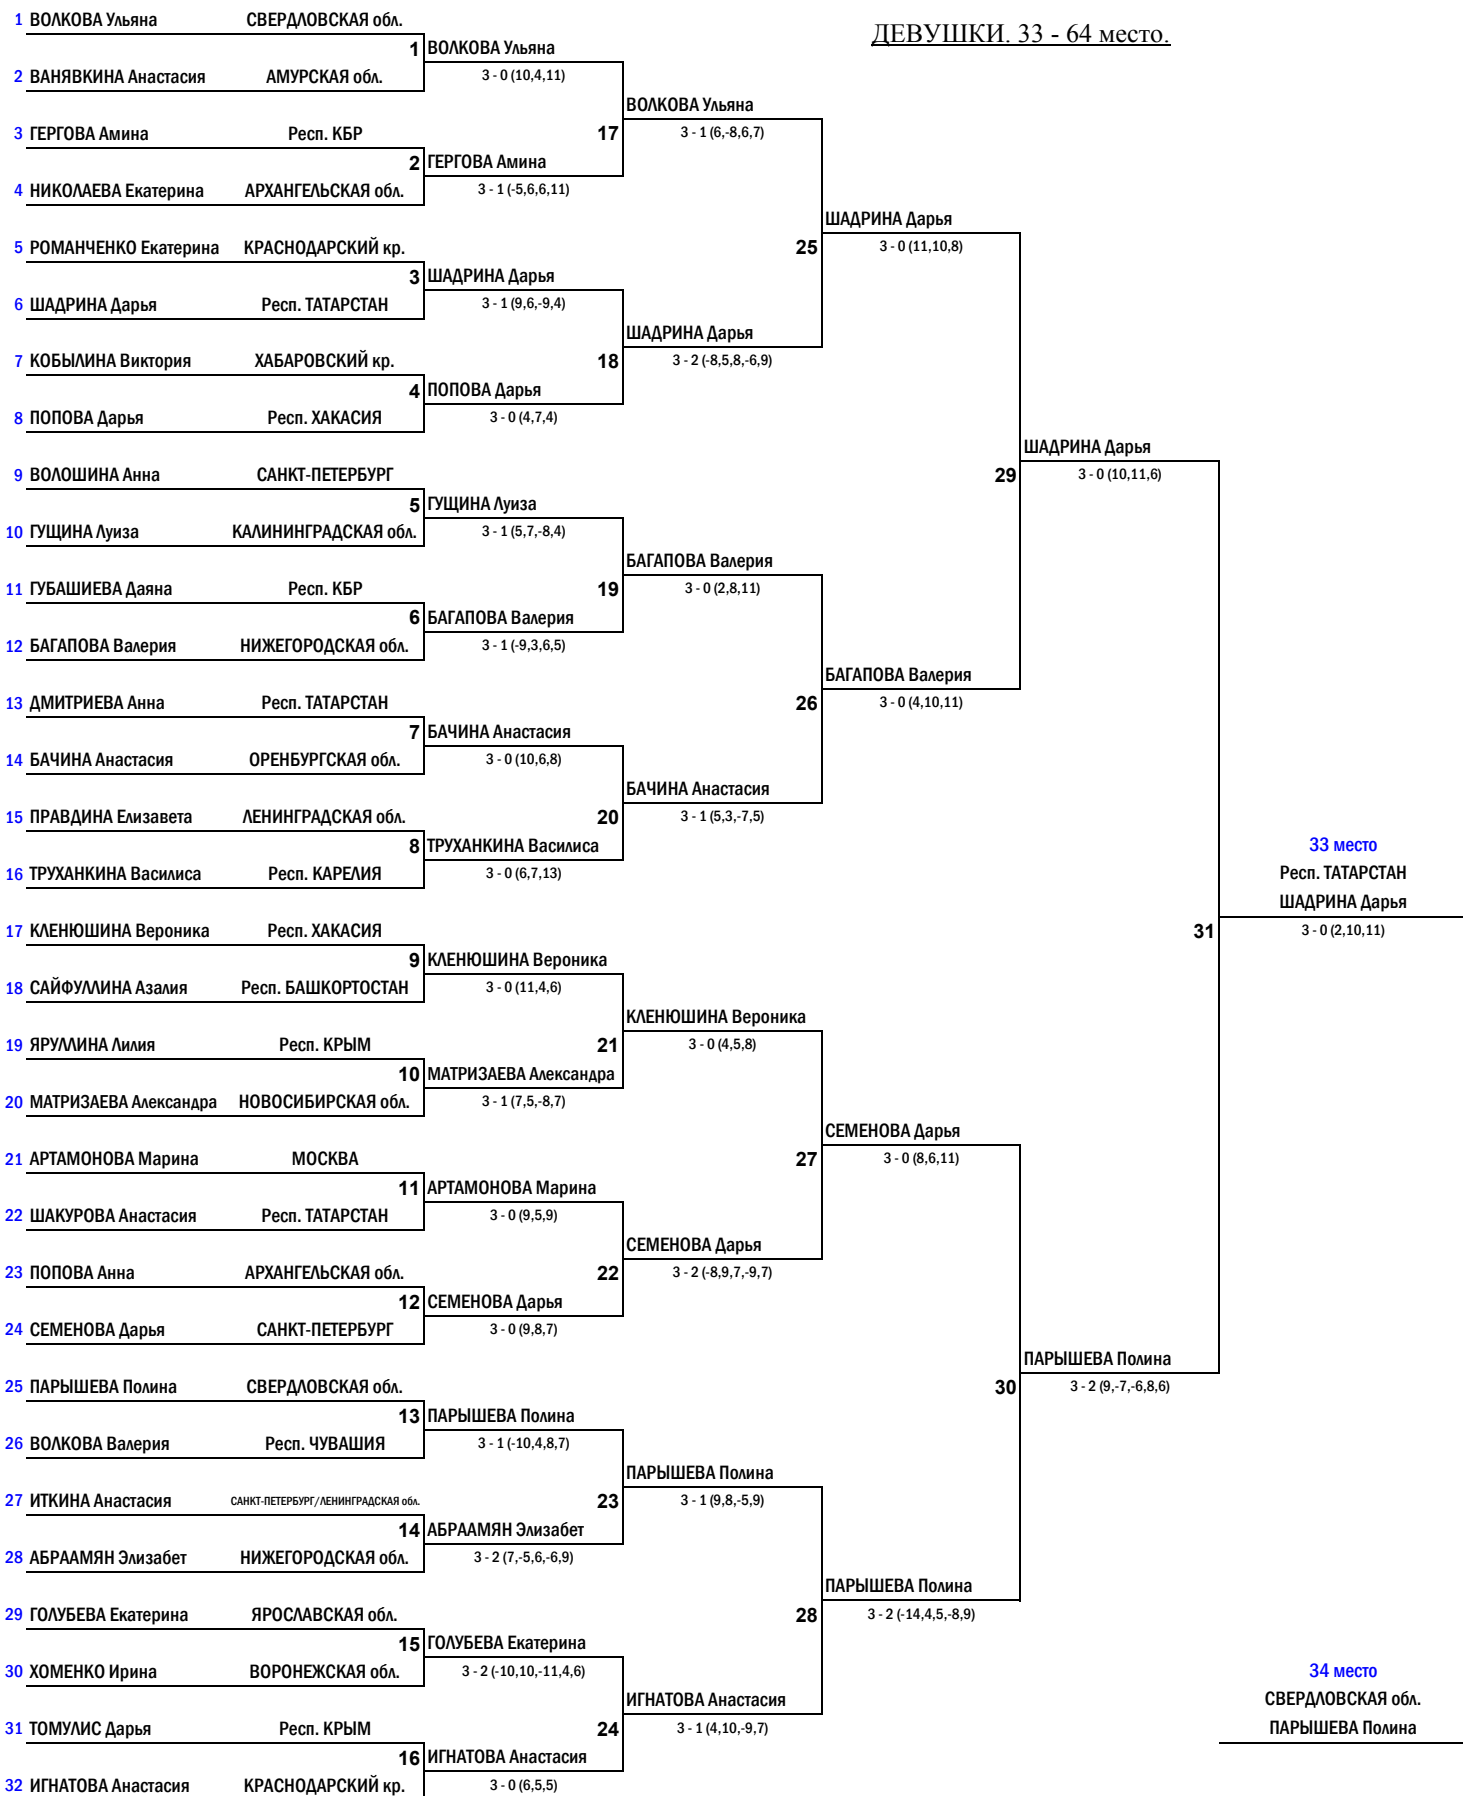 ДЕВУШКИ. 33 - 64 место.
1 ВОЛКОВА Ульяна СВЕРДЛОВСКАЯ обл.
1 ВОЛКОВА Ульяна
2 ВАНЯВКИНА Анастасия АМУРСКАЯ обл.
3 - 0 (10,4,11)
ВОЛКОВА Ульяна
3 ГЕРГОВА Амина Респ. КБР
17
3 - 1 (6,-8,6,7)
2 ГЕРГОВА Амина
4 НИКОЛАЕВА Екатерина АРХАНГЕЛЬСКАЯ обл.
3 - 1 (-5,6,6,11)
ШАДРИНА Дарья
5 РОМАНЧЕНКО Екатерина КРАСНОДАРСКИЙ кр.
25
3 - 0 (11,10,8)
3 ШАДРИНА Дарья
6 ШАДРИНА Дарья Респ. ТАТАРСТАН
3 - 1 (9,6,-9,4)
ШАДРИНА Дарья
7 КОБЫЛИНА Виктория ХАБАРОВСКИЙ кр.
18
3 - 2 (-8,5,8,-6,9)
4 ПОПОВА Дарья
8 ПОПОВА Дарья Респ. ХАКАСИЯ
3 - 0 (4,7,4)
ШАДРИНА Дарья
9 ВОЛОШИНА Анна САНКТ-ПЕТЕРБУРГ
29
3 - 0 (10,11,6)
5 ГУЩИНА Луиза
10 ГУЩИНА Луиза КАЛИНИНГРАДСКАЯ обл.
3 - 1 (5,7,-8,4)
БАГАПОВА Валерия
11 ГУБАШИЕВА Даяна Респ. КБР
19
3 - 0 (2,8,11)
6 БАГАПОВА Валерия
12 БАГАПОВА Валерия НИЖЕГОРОДСКАЯ обл.
3 - 1 (-9,3,6,5)
БАГАПОВА Валерия
13 ДМИТРИЕВА Анна Респ. ТАТАРСТАН
26
3 - 0 (4,10,11)
7 БАЧИНА Анастасия
14 БАЧИНА Анастасия ОРЕНБУРГСКАЯ обл.
3 - 0 (10,6,8)
БАЧИНА Анастасия
15 ПРАВДИНА Елизавета ЛЕНИНГРАДСКАЯ обл.
20
3 - 1 (5,3,-7,5)
8 ТРУХАНКИНА Василиса
33 место
16 ТРУХАНКИНА Василиса Респ. КАРЕЛИЯ
3 - 0 (6,7,13)
Респ. ТАТАРСТАН
ШАДРИНА Дарья
17 КЛЕНЮШИНА Вероника Респ. ХАКАСИЯ
31
3 - 0 (2,10,11)
9 КЛЕНЮШИНА Вероника
18 САЙФУЛЛИНА Азалия Респ. БАШКОРТОСТАН
3 - 0 (11,4,6)
КЛЕНЮШИНА Вероника
19 ЯРУЛЛИНА Лилия Респ. КРЫМ
21
3 - 0 (4,5,8)
10 МАТРИЗАЕВА Александра
20 МАТРИЗАЕВА Александра НОВОСИБИРСКАЯ обл.
3 - 1 (7,5,-8,7)
СЕМЕНОВА Дарья
21 АРТАМОНОВА Марина МОСКВА
27
3 - 0 (8,6,11)
11 АРТАМОНОВА Марина
22 ШАКУРОВА Анастасия Респ. ТАТАРСТАН
3 - 0 (9,5,9)
СЕМЕНОВА Дарья
23 ПОПОВА Анна АРХАНГЕЛЬСКАЯ обл.
22
3 - 2 (-8,9,7,-9,7)
12 СЕМЕНОВА Дарья
24 СЕМЕНОВА Дарья САНКТ-ПЕТЕРБУРГ
3 - 0 (9,8,7)
ПАРЫШЕВА Полина
25 ПАРЫШЕВА Полина СВЕРДЛОВСКАЯ обл.
30
3 - 2 (9,-7,-6,8,6)
13 ПАРЫШЕВА Полина
26 ВОЛКОВА Валерия Респ. ЧУВАШИЯ
3 - 1 (-10,4,8,7)
ПАРЫШЕВА Полина
27 ИТКИНА Анастасия САНКТ-ПЕТЕРБУРГ/ЛЕНИНГРАДСКАЯ обл.
23
3 - 1 (9,8,-5,9)
14 АБРААМЯН Элизабет
28 АБРААМЯН Элизабет НИЖЕГОРОДСКАЯ обл.
3 - 2 (7,-5,6,-6,9)
ПАРЫШЕВА Полина
29 ГОЛУБЕВА Екатерина ЯРОСЛАВСКАЯ обл.
28
3 - 2 (-14,4,5,-8,9)
15 ГОЛУБЕВА Екатерина
30 ХОМЕНКО Ирина ВОРОНЕЖСКАЯ обл.
3 - 2 (-10,10,-11,4,6)
34 место
ИГНАТОВА Анастасия
СВЕРДЛОВСКАЯ обл.
31 ТОМУЛИС Дарья Респ. КРЫМ
24
3 - 1 (4,10,-9,7)
ПАРЫШЕВА Полина
16 ИГНАТОВА Анастасия
32 ИГНАТОВА Анастасия КРАСНОДАРСКИЙ кр.
3 - 0 (6,5,5)